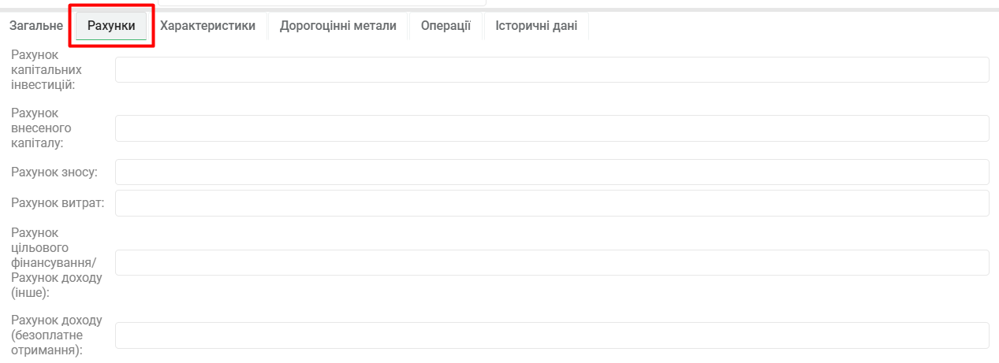 Загальне Рахунки Характеристики Дорогоцінні метали Операції Історичні дані
Рахунок
капітальних
інвестицій:
Рахунок
внесеного
капіталу:
Рахунок зносу:
Рахунок витрат:
Рахунок
цільового
фінансування/
Рахунок доходу
(інше):
Рахунок доходу
(безоплатне
отримання):